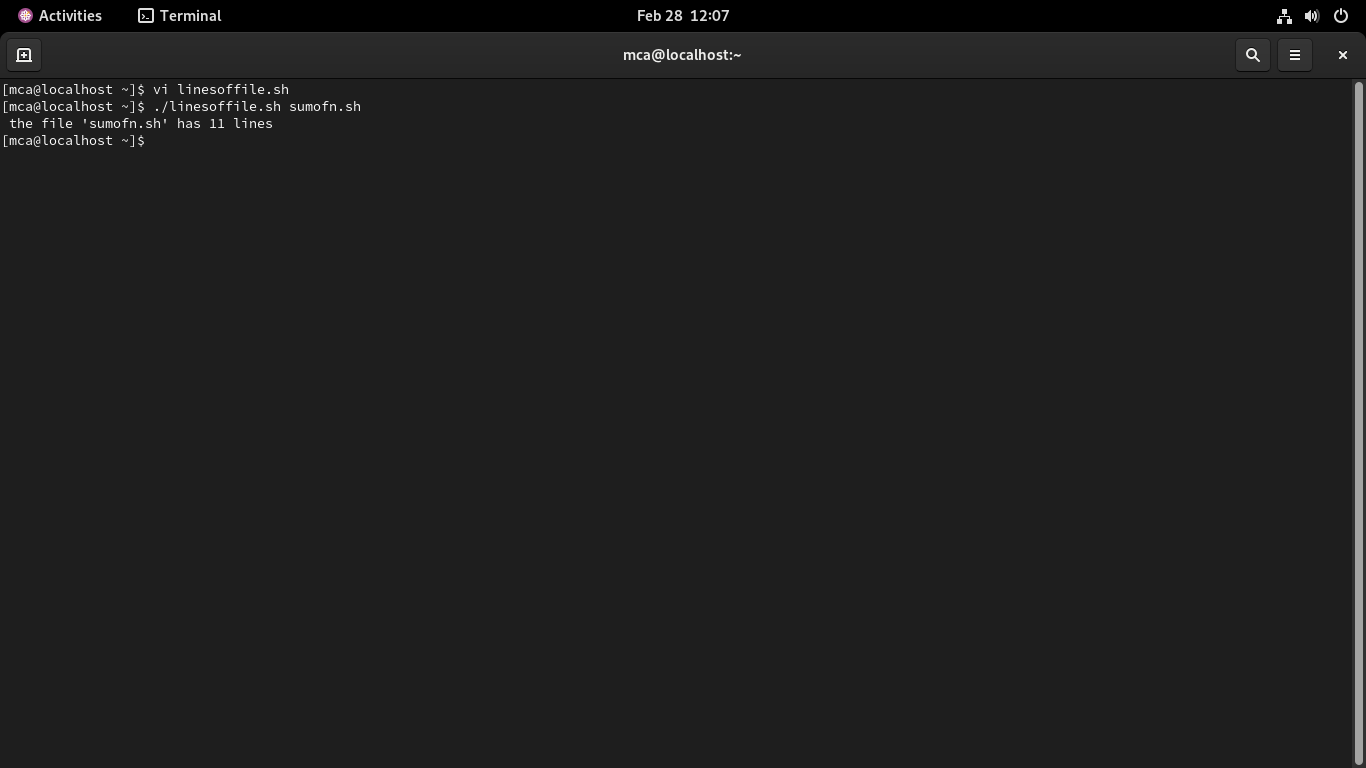 Activities Terminal Feb 28 12:07
mca@localhost:~
[mca@localhost ~]$ vi linesoffile.sh
[mca@localhost ~]$ ./linesoffile.sh sumofn.sh
 the file 'sumofn.sh' has 11 lines
[mca@localhost ~]$